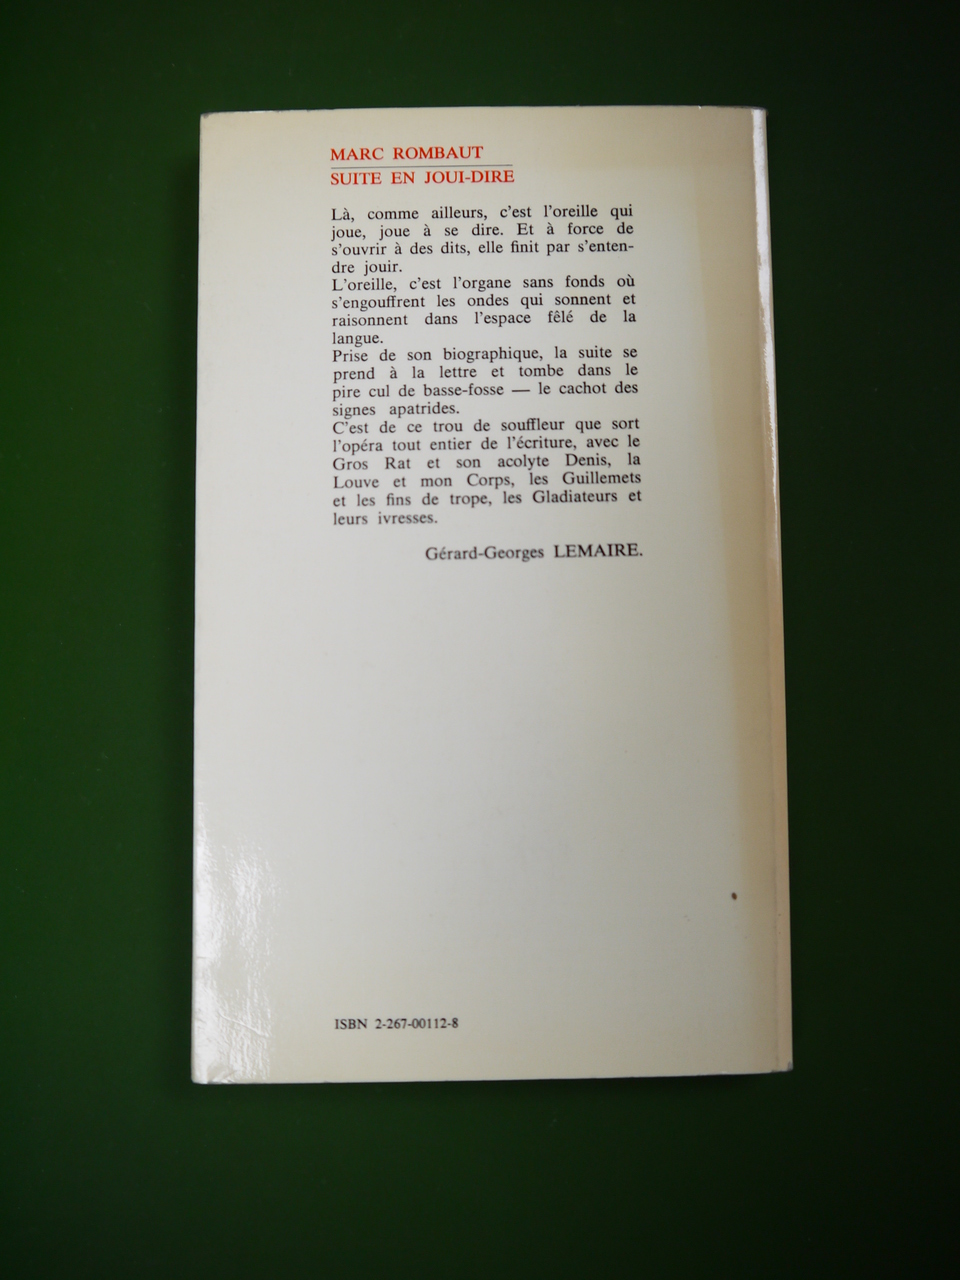 MARC ROMBAUT
SUITE EN JOUI-DIRE
Là, comme ailleurs, c'est l'oreille qui
joue, joue à se dire. Et à force de
s'ouvrir à des dits, elle finit par s'enten-
dre jouir.
L'oreille, c'est l'organe sans fonds où
s'engouffrent les ondes qui sonnent et
raisonnent dans l'espace fêlé de la
langue.
Prise de son biographique, la suite se
prend à la lettre et tombe dans le
pire cul de basse-fosse — le cachot des
signes apatrides.
C'est de ce trou de souffleur que sort
l'opéra tout entier de l'écriture, avec le
Gros Rat et son acolyte Denis, la
Louve et mon Corps, les Guillemets
et les fins de trope, les Gladiateurs et
leurs ivresses.
Gérard-Georges LEMAIRE.
ISBN 2-267-00112-8